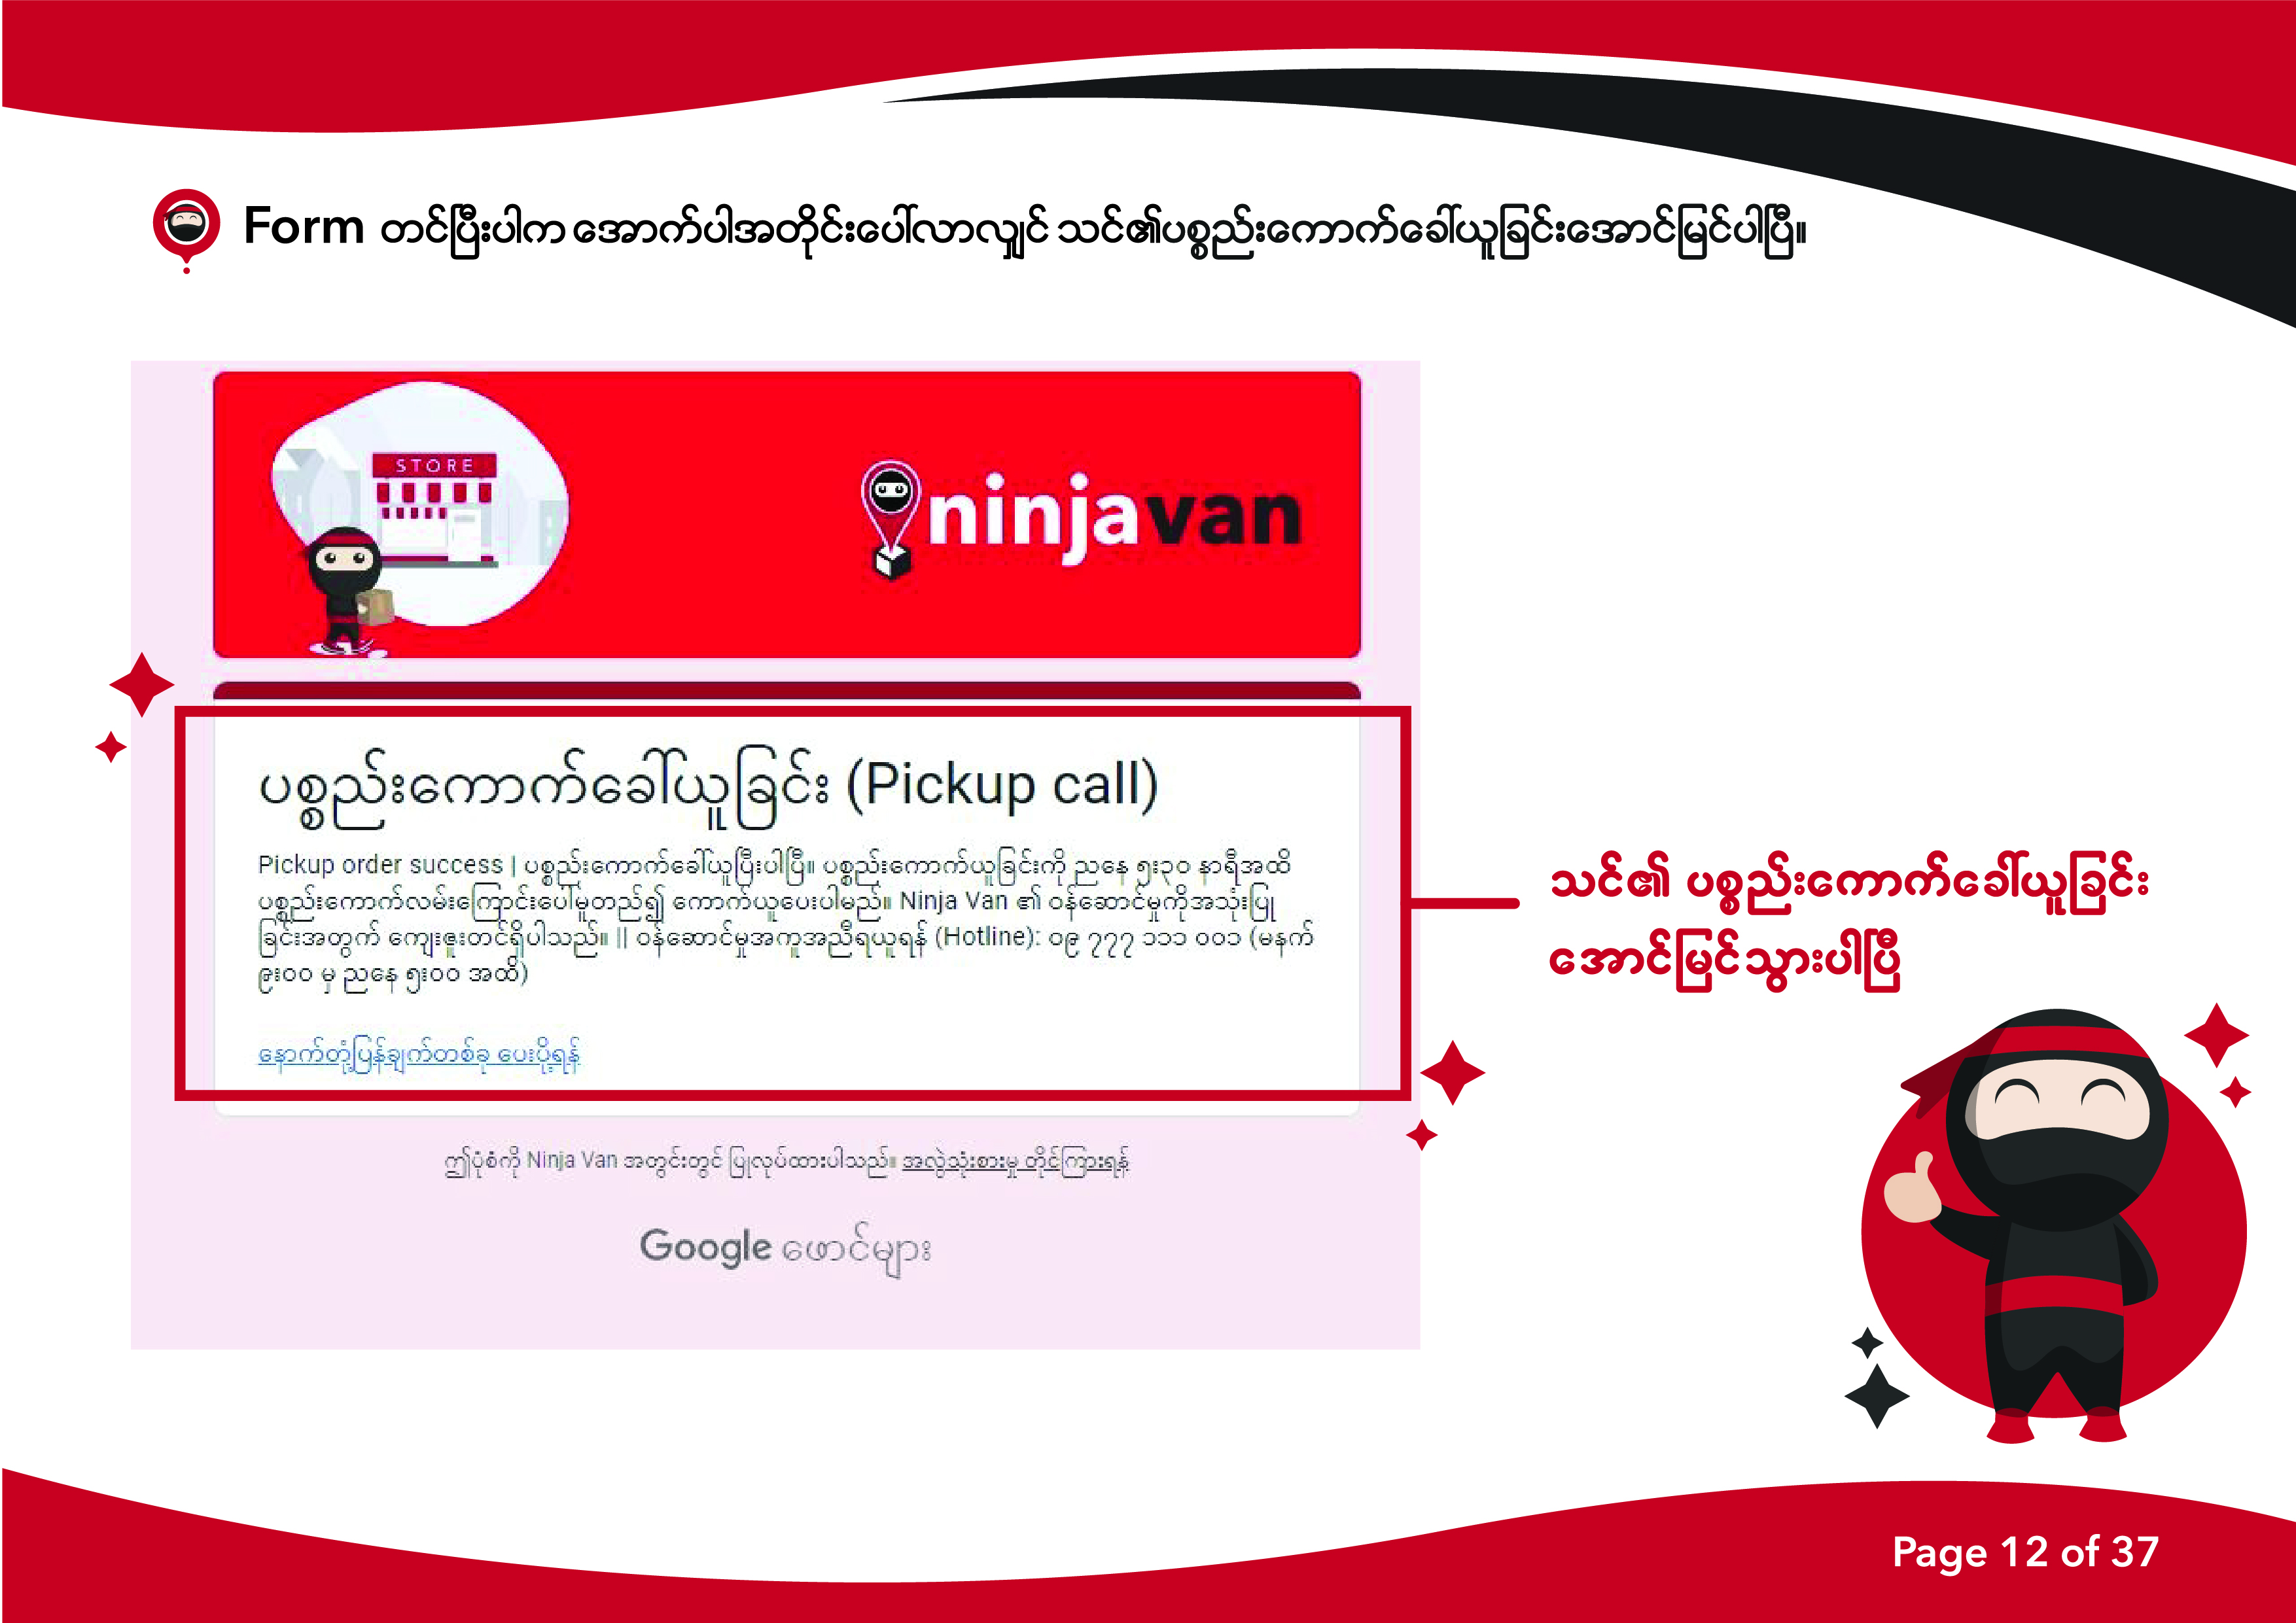 Form တင်ပြီးပါက အောက်ပါအတိုင်းပေါ်လာလျှင် သင်၏ပစ္စည်းကောက်ခေါ်ယူခြင်းအောင်မြင်ပါပြီ။
STORE
ninjavan
ပစ္စည်းကောက်ခေါ်ယူခြင်း (Pickup call)
Pickup order success | ပစ္စည်းကောက်ခေါ်ယူပြီးပါပြီ။ ပစ္စည်းကောက်ယူခြင်းကို ညနေ ၅း၃၀ နာရီအထိ
ပစ္စည်းကောက်လမ်းကြောင်းပေါ်မူတည်၍ ကောက်ယူပေးပါမည်။ Ninja Van ၏ ဝန်ဆောင်မှုကိုအသုံးပြု
ခြင်းအတွက် ကျေးဇူးတင်ရှိပါသည်။ || ဝန်ဆောင်မှုအကူအညီရယူရန် (Hotline): ၀၉ ၇၇၇ ၁၁၁ ၀၀၁ (မနက်
၉း၀၀ မှ ညနေ ၅း၀၀ အထိ)
နောက်တုံ့ပြန်ချက်တစ်ခု ပေးပို့ရန်
သင်၏ ပစ္စည်းကောက်ခေါ်ယူခြင်း
အောင်မြင်သွားပါပြီ
ဤပုံစံကို Ninja Van အတွင်းတွင် ပြုလုပ်ထားပါသည်။ အလွဲသုံးစားမှု တိုင်ကြားရန်
Google ဖောင်များ
Page 12 of 37